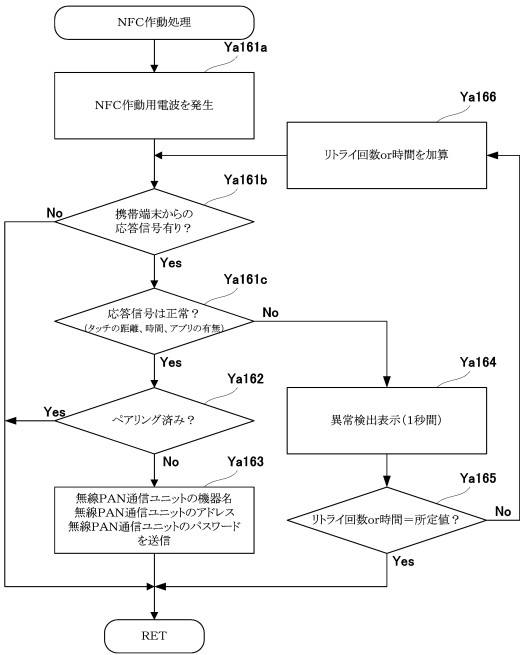 NFC作動処理
Ya161a
NFC作動用電波を発生
Ya166
リトライ回数or時間を加算
Ya161b
No
携帯端末からの
応答信号有り？
Yes
Ya161c
応答信号は正常？
(タッチの距離、時間、アプリの有無)
No
Yes
Ya162
Ya164
Yes
ペアリング済み？
異常検出表示(1秒間)
No
Ya163
Ya165
無線PAN通信ユニットの機器名
無線PAN通信ユニットのアドレス
無線PAN通信ユニットのパスワード
を送信
リトライ回数or時間＝所定値？
No
Yes
RET